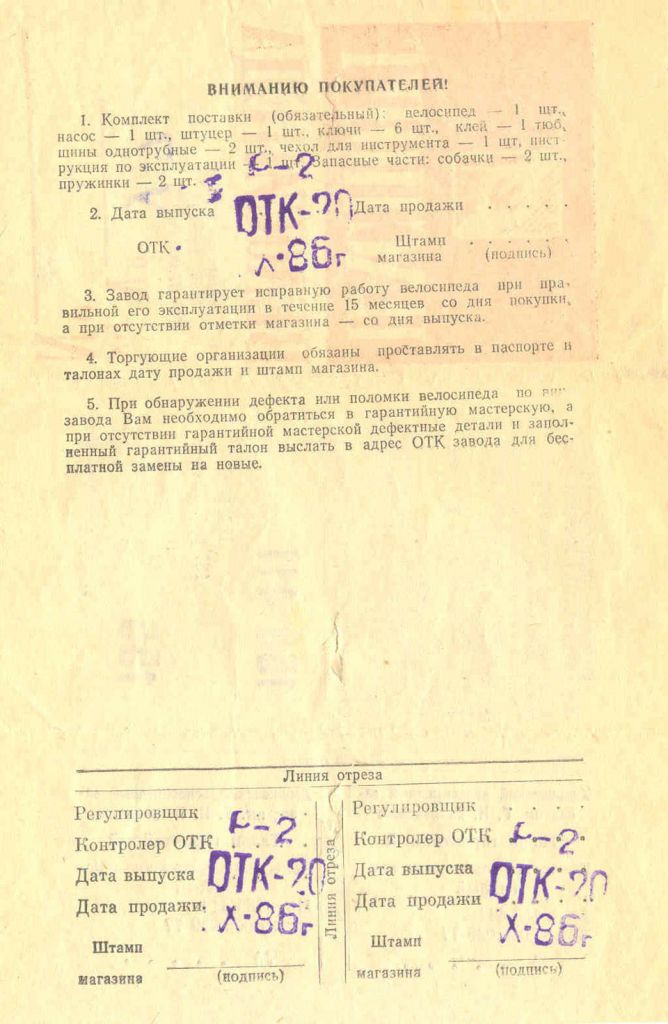 ВНИМАНИЮ ПОКУПАТЕЛЕЙ!
1. Комплект поставки (обязательный): велосипед — 1 шт.,
насос — 1 шт., штуцер — 1 шт., ключи — 6 шт., клей — 1 тюб,
шины однотрубные — 2 шт., чехол для инструмента — 1 шт, инст-
рукция по эксплуатации — 1 шт. Запасные части: собачки — 2 шт.,
пружинки — 2 шт.
2. Дата выпуска ОТК-20 Дата продажи . . . . .
ОТК Х-86г Штамп . . . . . .
магазина (подпись)
3. Завод гарантирует исправную работу велосипеда при пра-
вильной его эксплуатации в течение 15 месяцев со дня покупки,
а при отсутствии отметки магазина — со дня выпуска.
4. Торгующие организации обязаны проставлять в паспорте и
талонах дату продажи и штамп магазина.
5. При обнаружении дефекта или поломки велосипеда по
завода Вам необходимо обратиться в гарантийную мастерскую, а
при отсутствии гарантийной мастерской дефектные детали и запол-
ненный гарантийный талон выслать в адрес ОТК завода для бес-
платной замены на новые.
Линия отреза
Регулировщик
Контролер ОТК
Дата выпуска ОТК-20
Дата продажи. Х-86г
Штамп
магазина (подпись)
Линия отреза
Регулировщик . . . .
Контролер ОТК
Дата выпуска ОТК-20
Дата продажи Х-86г
Штамп
магазина (подпись)